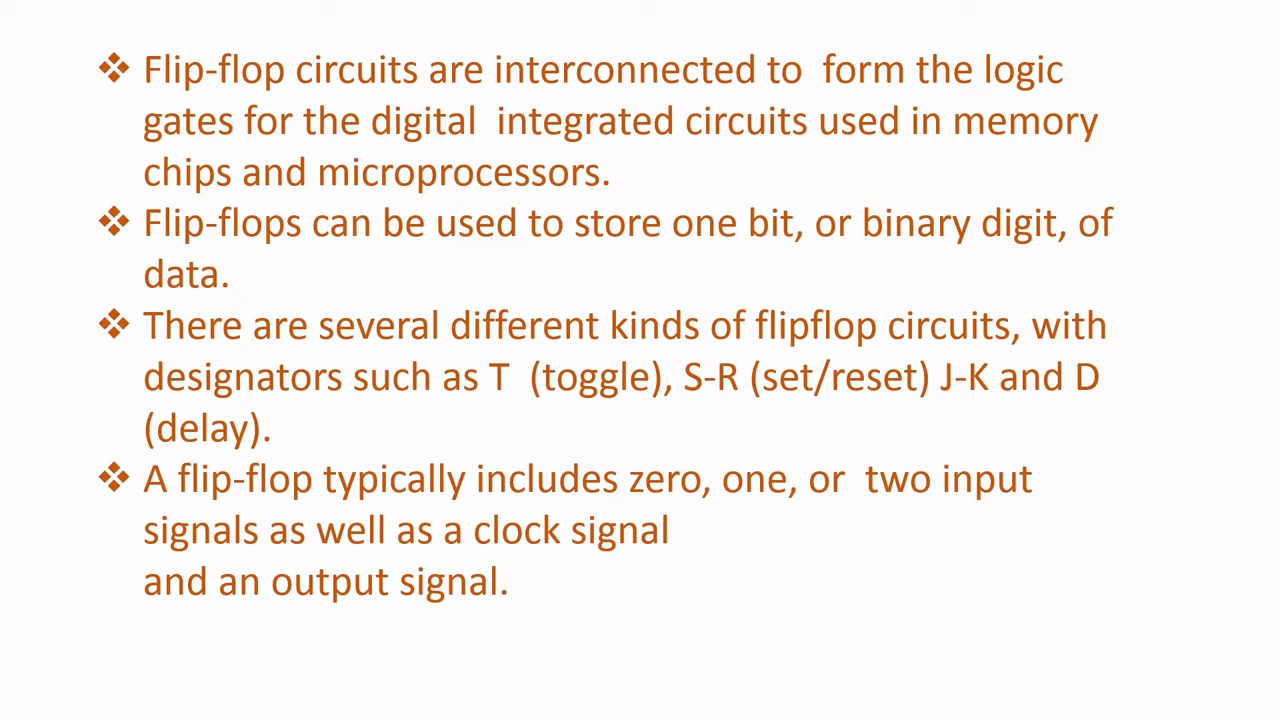 ❖ Flip-flop circuits are interconnected to  form the logic
gates for the digital  integrated circuits used in memory
chips and microprocessors.
❖ Flip-flops can be used to store one bit, or binary digit, of
data.
❖ There are several different kinds of flipflop circuits, with
designators such as T  (toggle), S-R (set/reset) J-K and D
(delay).
❖ A flip-flop typically includes zero, one, or  two input
signals as well as a clock signal
and an output signal.